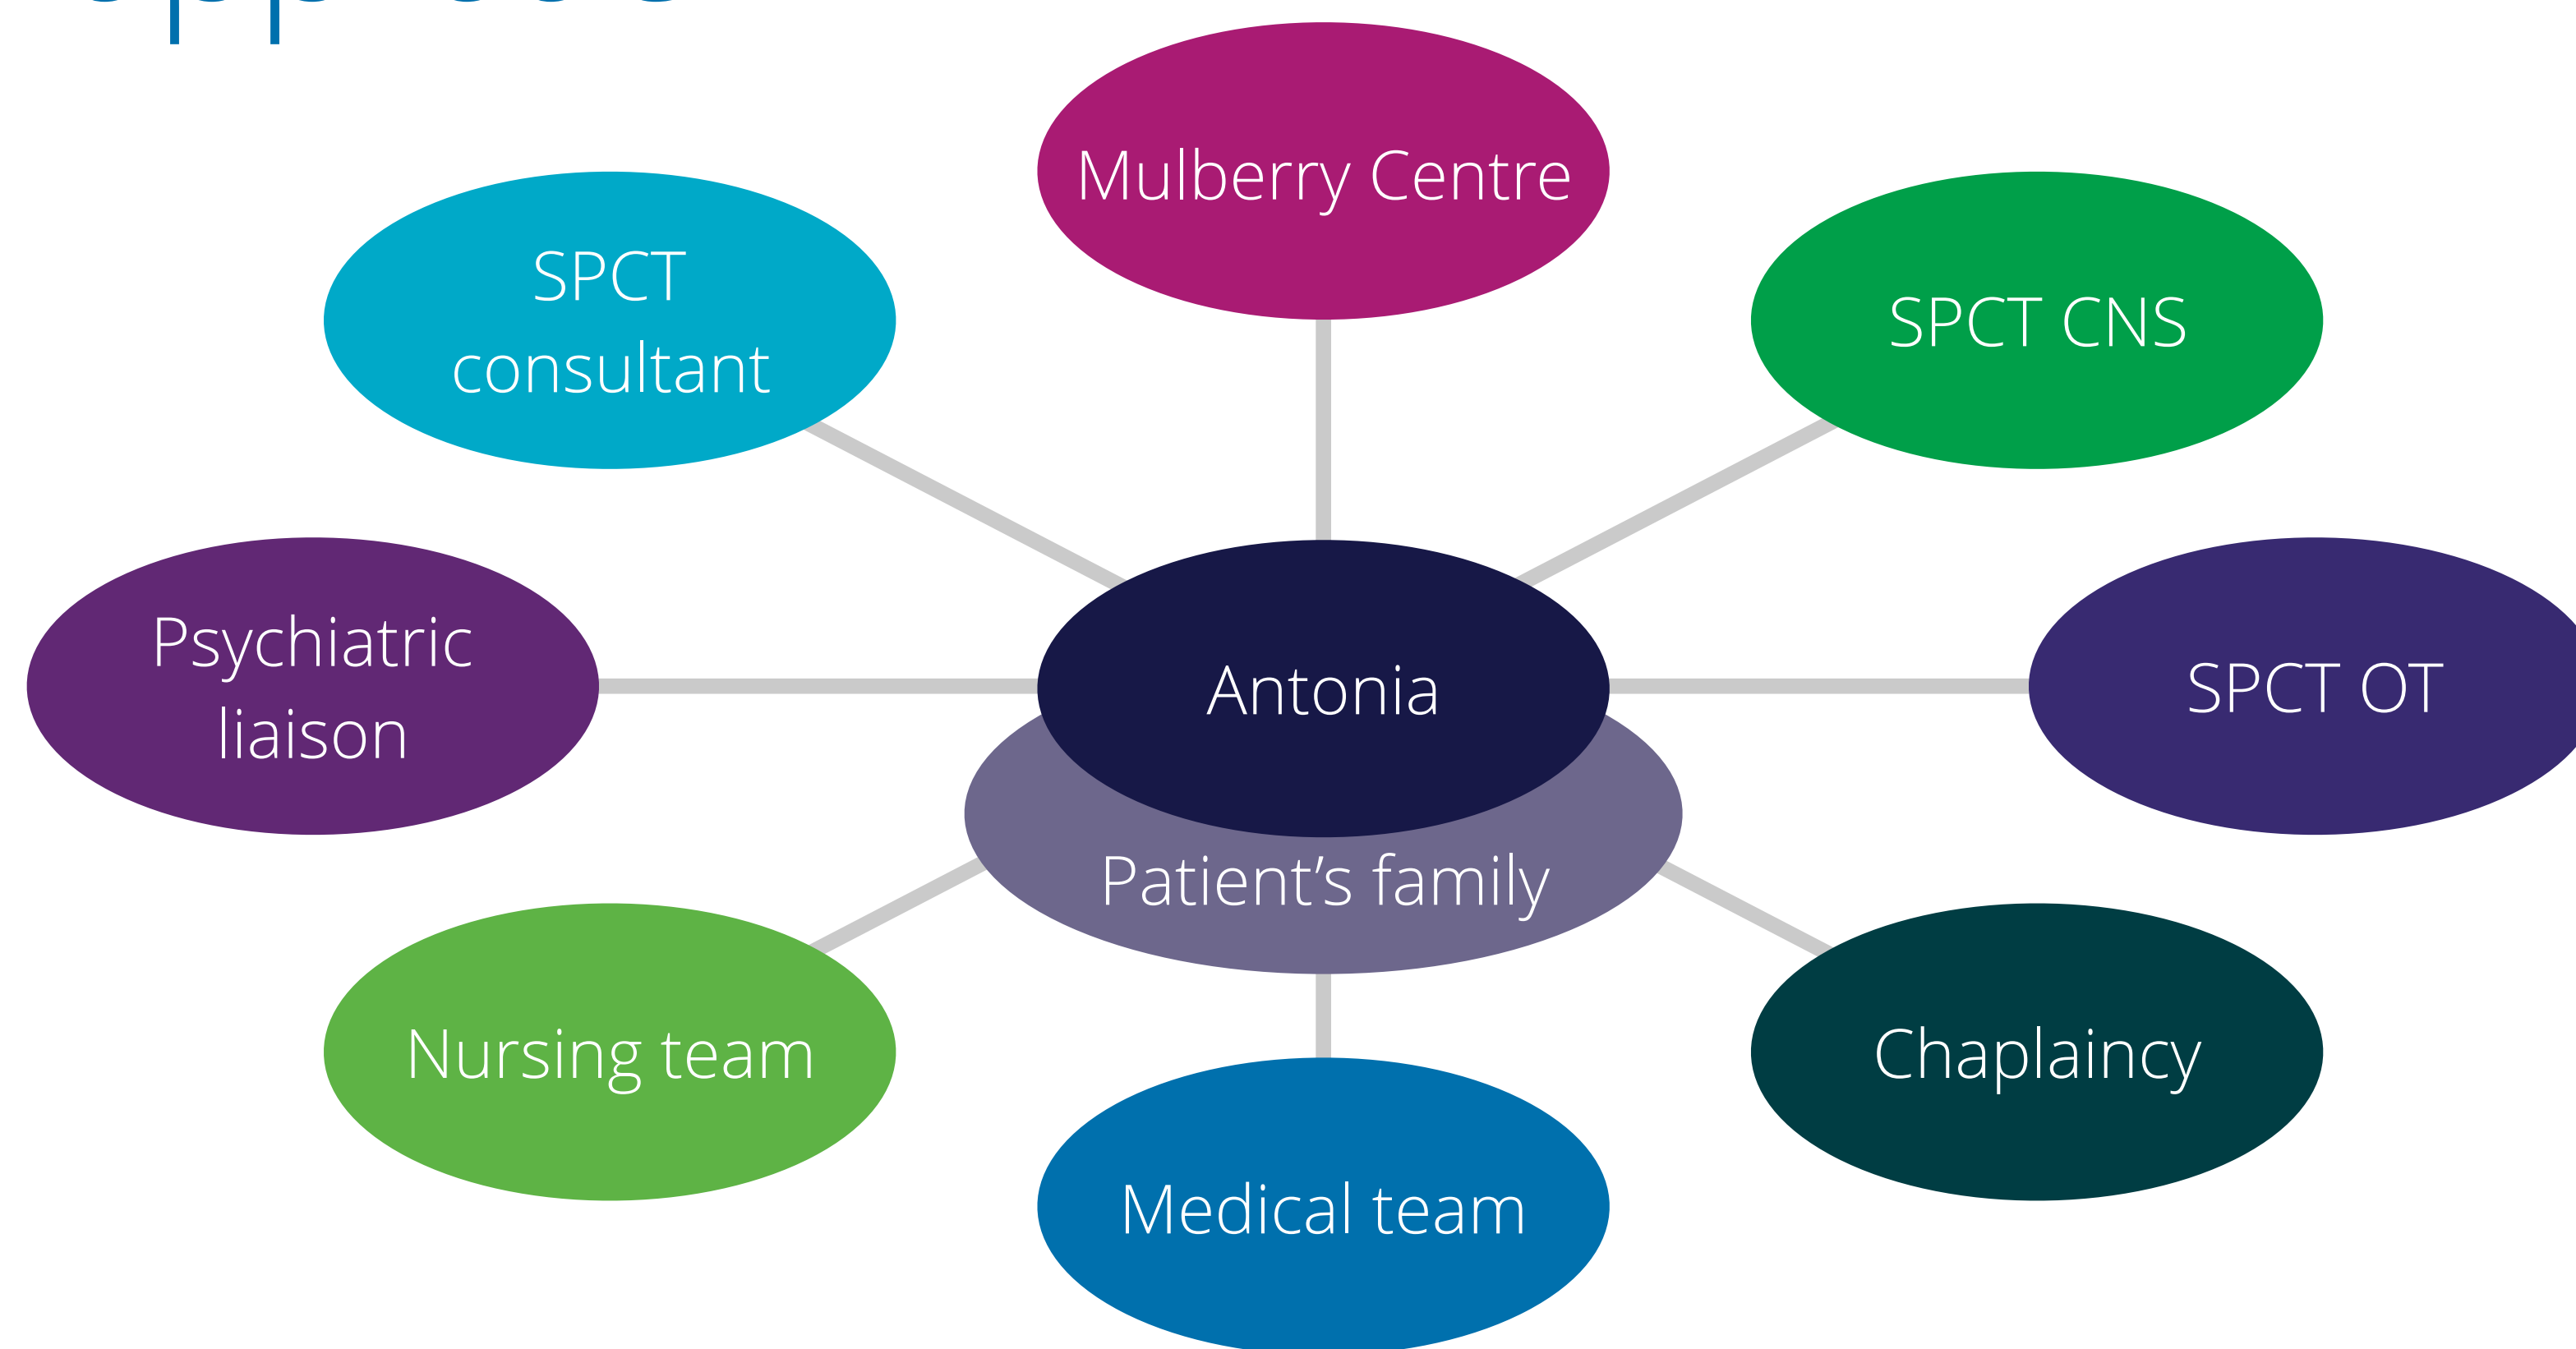 Mulberry Centre
SPCT
consultant
SPCT CNS
Psychiatric
liaison
Antonia
SPCT OT
Patient’s family
Nursing team
Chaplaincy
Medical team